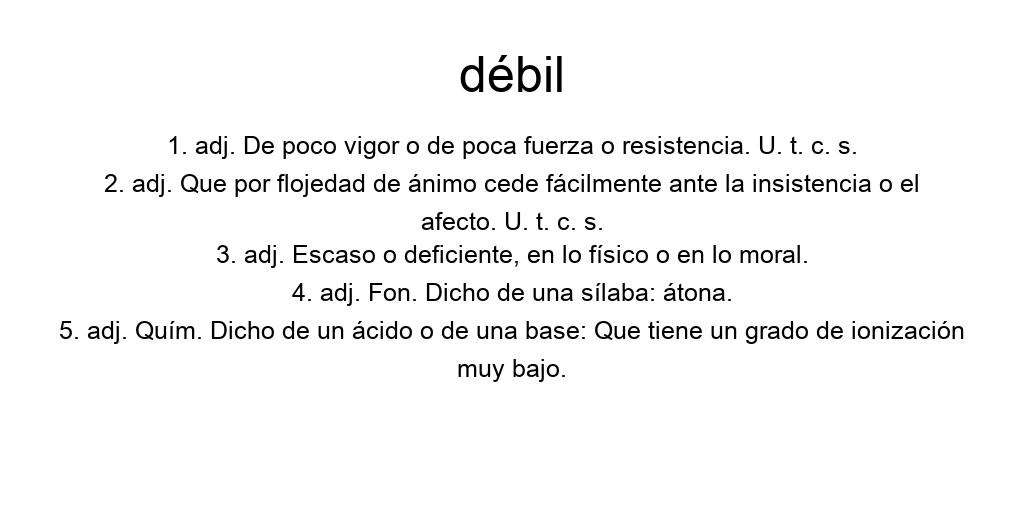 débil
1. adj. De poco vigor o de poca fuerza o resistencia. U. t. c. s.
2. adj. Que por flojedad de ánimo cede fácilmente ante la insistencia o el
afecto. U. t. c. s.
3. adj. Escaso o deficiente, en lo físico o en lo moral.
4. adj. Fon. Dicho de una sílaba: átona.
5. adj. Quím. Dicho de un ácido o de una base: Que tiene un grado de ionización
muy bajo.